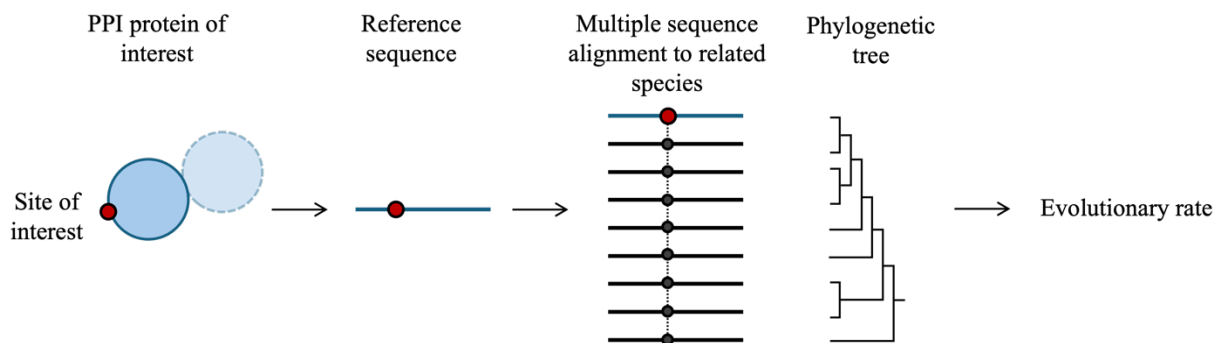 PPI protein of
interest
Reference
sequence
Multiple sequence
alignment to related
species
Phylogenetic
tree
Site of
interest
Evolutionary rate